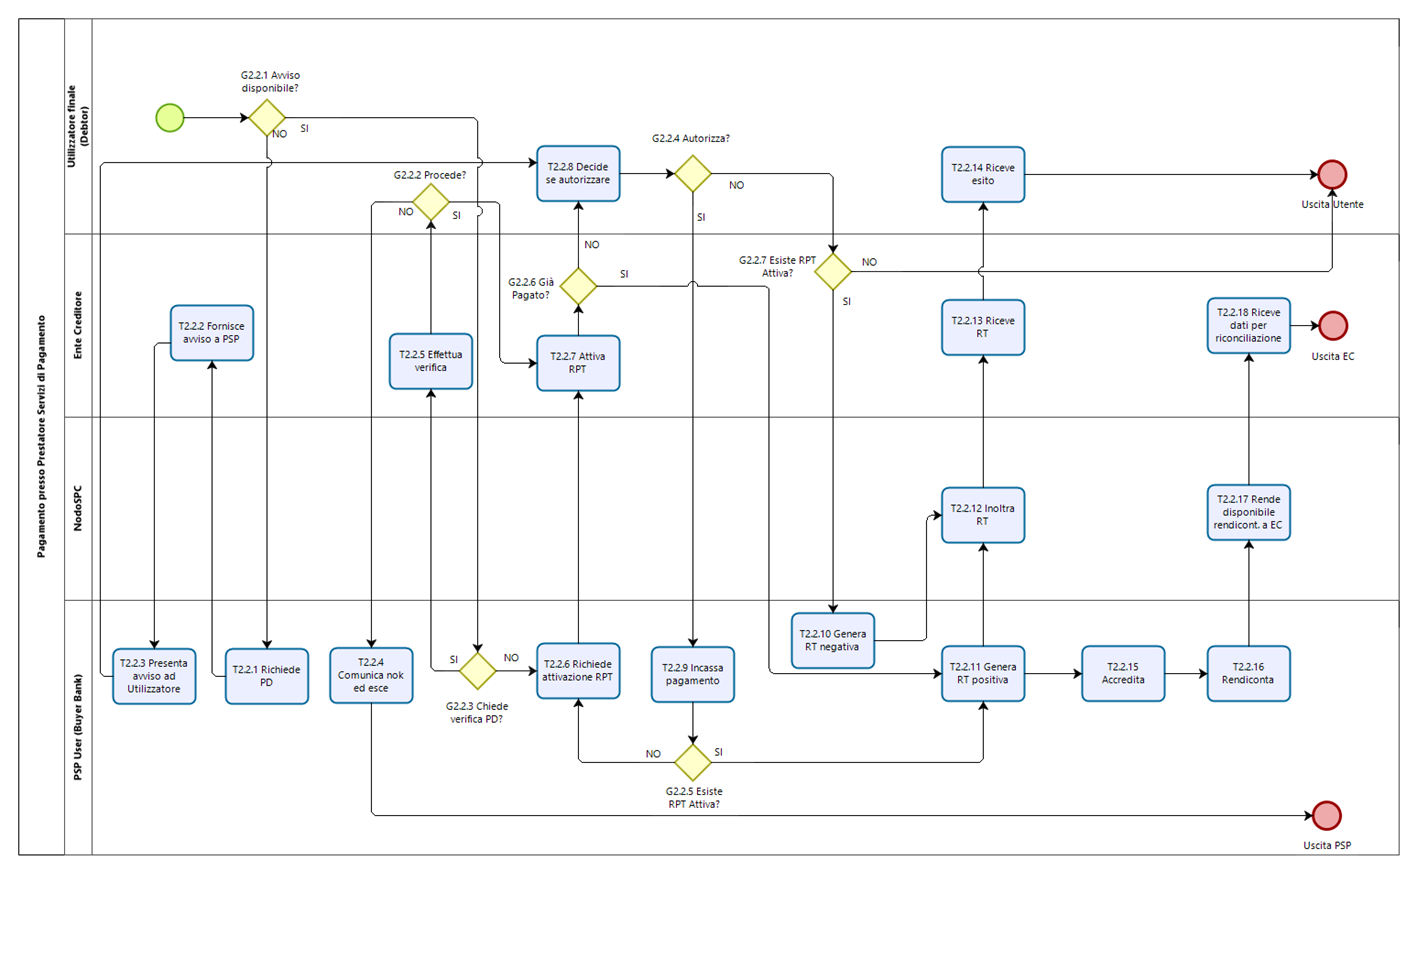 Pagamento presso Prestatore Servizi di Pagamento
Utilizzatore finale
(Debtor)
Ente Creditore
NodoSPC
PSP User (Buyer Bank)
G2.2.1 Avviso
disponibile?
NO
SI
G2.2.2 Procede?
NO
SI
T2.2.8 Decide
se autorizzare
G2.2.4 Autorizza?
NO
SI
T2.2.14 Riceve
esito
Uscita Utente
NO
G2.2.6 Già
Pagato?
SI
G2.2.7 Esiste RPT
Attiva?
NO
SI
T2.2.2 Fornisce
avviso a PSP
T2.2.5 Effettua
verifica
T2.2.7 Attiva
RPT
T2.2.13 Riceve
RT
T2.2.18 Riceve
dati per
riconciliazione
Uscita EC
T2.2.12 Inoltra
RT
T2.2.17 Rende
disponibile
rendicont. a EC
T2.2.3 Presenta
avviso ad
Utilizzatore
T2.2.1 Richiede
PD
T2.2.4
Comunica nok
ed esce
SI
NO
G2.2.3 Chiede
verifica PD?
T2.2.6 Richiede
attivazione RPT
T2.2.9 Incassa
pagamento
T2.2.10 Genera
RT negativa
T2.2.11 Genera
RT positiva
T2.2.15
Accredita
T2.2.16
Rendiconta
NO
SI
G2.2.5 Esiste
RPT Attiva?
Uscita PSP